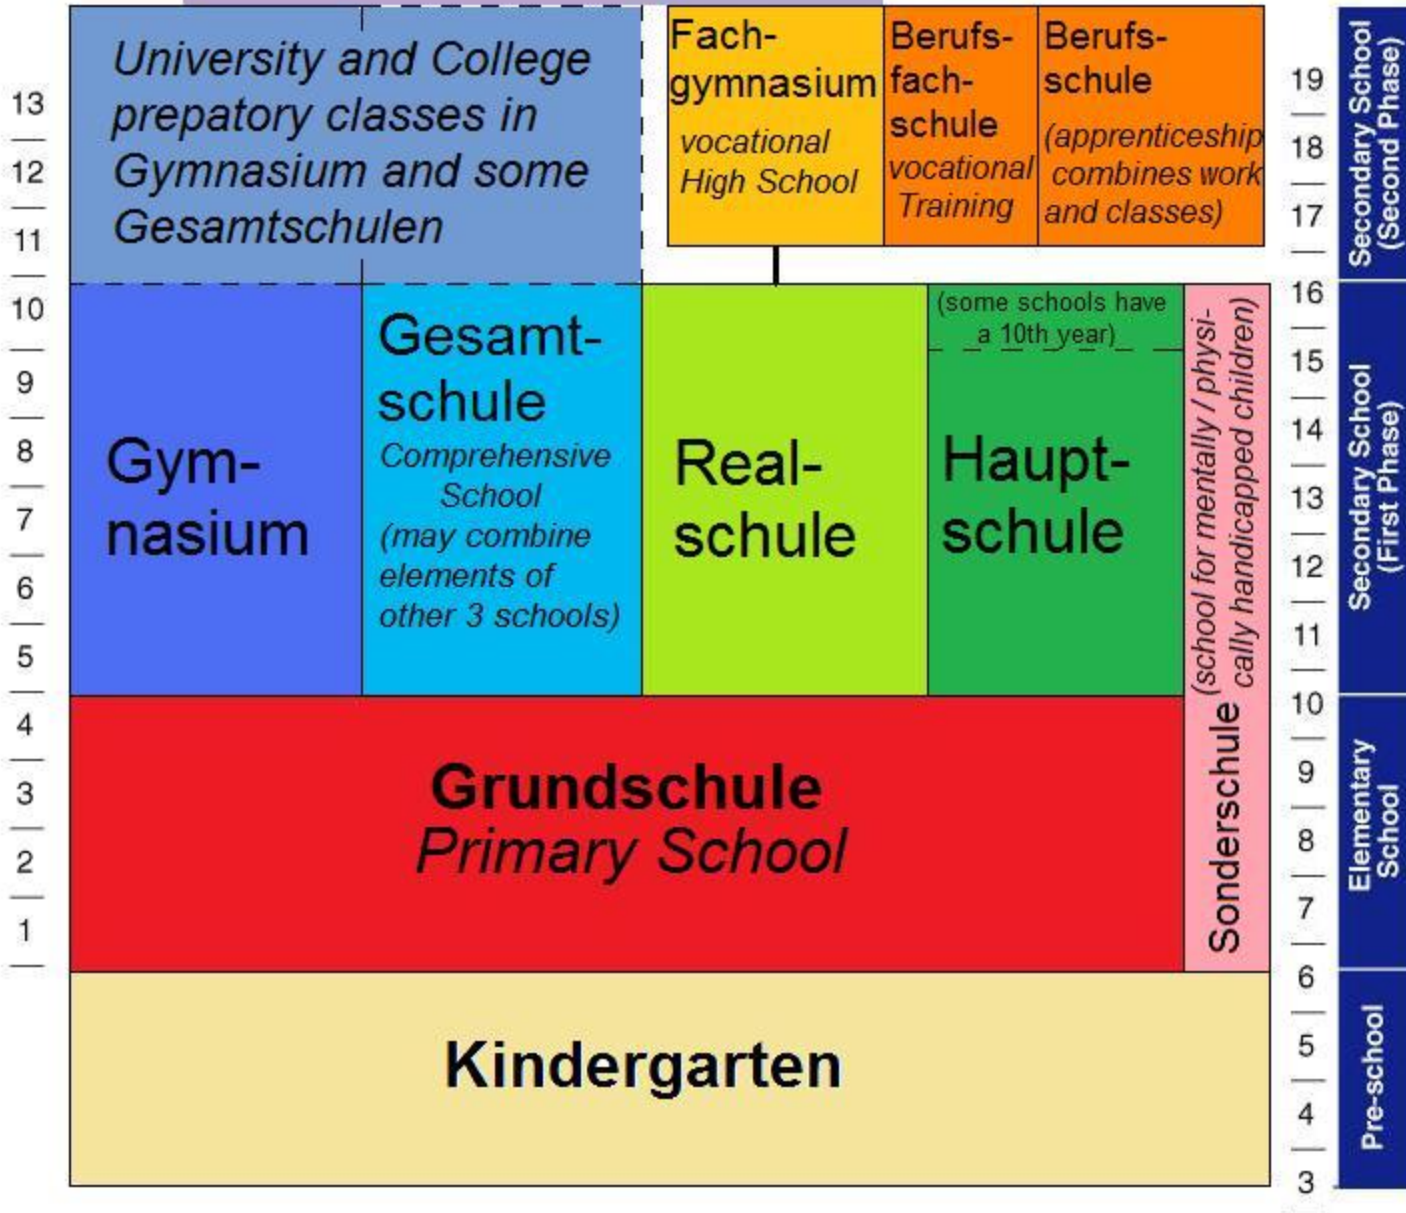 University and College
prepatory classes in
Gymnasium and some
Gesamtschulen
Fach-
gymnasium
vocational
High School
Berufs-
fach-
schule
vocational
Training
Berufs-
schule
(apprenticeship
combines work
and classes)
Gym-
nasium
Gesamt-
schule
Comprehensive
School
(may combine
elements of
other 3 schools)
Real-
schule
(some schools have
a 10th year)
Haupt-
schule
Sonderschule (school for mentally / physi-
cally handicapped children)
Grundschule
Primary School
Kindergarten
13
12
11
10
9
8
7
6
5
4
3
2
1
19
18
17
16
15
14
13
12
11
10
9
8
7
6
5
4
3
Secondary School
(Second Phase)
Secondary School
(First Phase)
Elementary
School
Pre-school